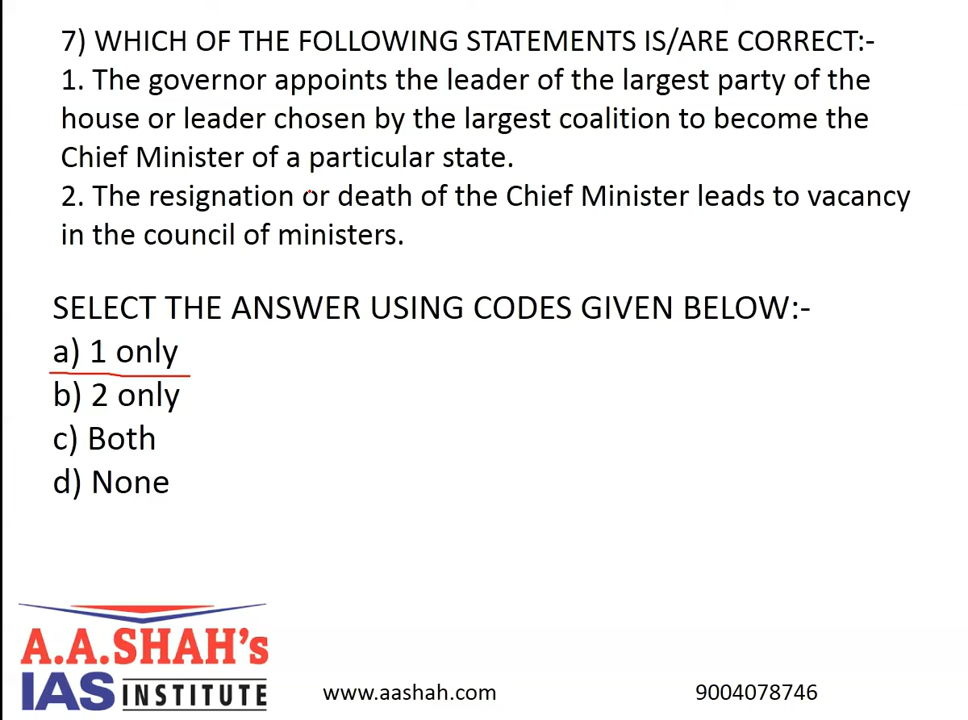 7) WHICH OF THE FOLLOWING STATEMENTS IS/ARE CORRECT:-
1. The governor appoints the leader of the largest party of the
house or leader chosen by the largest coalition to become the
Chief Minister of a particular state.
2. The resignation or death of the Chief Minister leads to vacancy
in the council of ministers.
SELECT THE ANSWER USING CODES GIVEN BELOW:-
a) 1 only
b) 2 only
c) Both
d) None
A.A.SHAH's
IAS INSTITUTE
www.aashah.com
9004078746